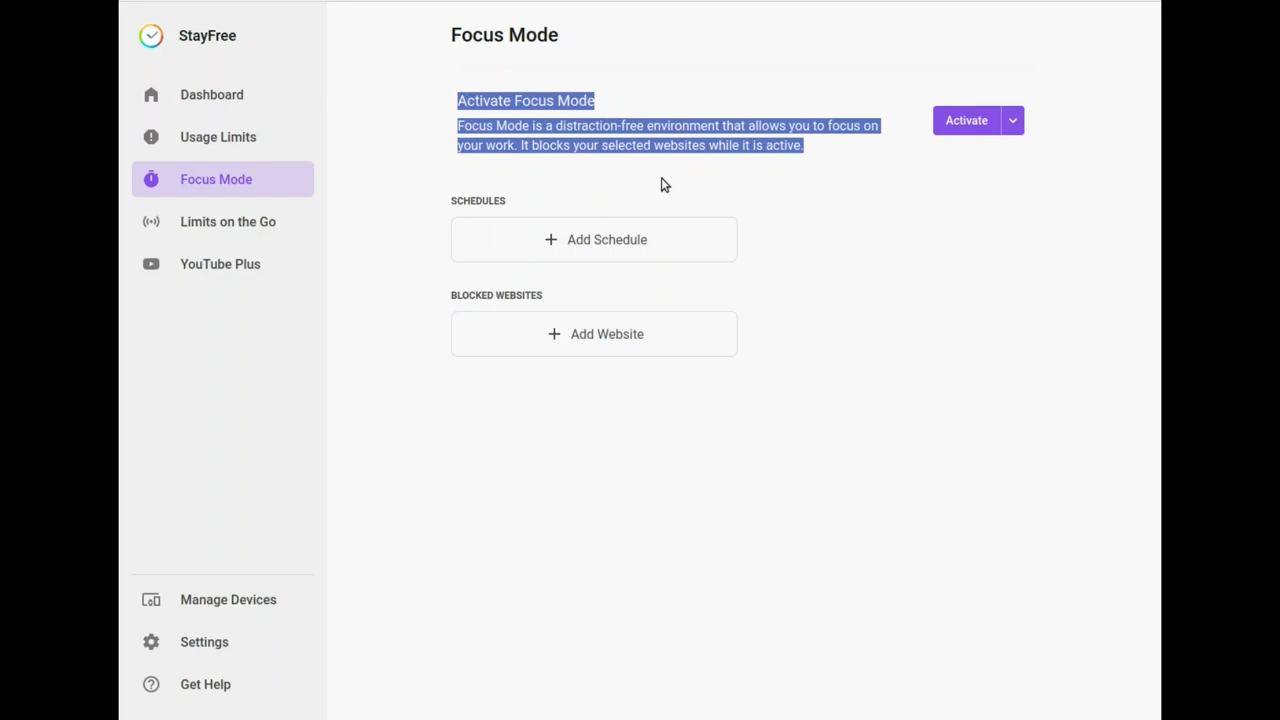 StayFree
Dashboard
Usage Limits
Focus Mode
Limits on the Go
YouTube Plus
Manage Devices
Settings
Get Help
Focus Mode
Activate Focus Mode
Focus Mode is a distraction-free environment that allows you to focus on
your work. It blocks your selected websites while it is active.
Activate
SCHEDULES
Add Schedule
BLOCKED WEBSITES
Add Website